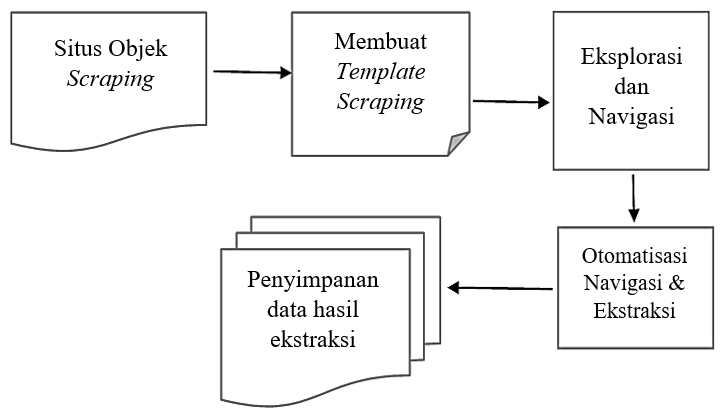 Situs Objek
Scraping
Membuat
Template
Scraping
Eksplorasi
dan
Navigasi
Otomatisasi
Navigasi &
Ekstraksi
Penyimpanan
data hasil
ekstraksi